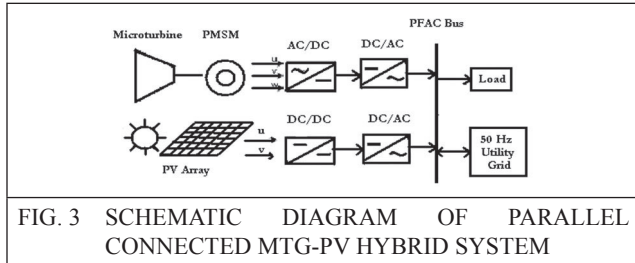 PFAC Bus
Microturbine PMSM AC/DC DC/AC
u
v
w
Load
DC/DC DC/AC
u
v
PV Array
50 Hz
Utility
Grid
FIG. 3 SCHEMATIC DIAGRAM OF PARALLEL
CONNECTED MTG-PV HYBRID SYSTEM